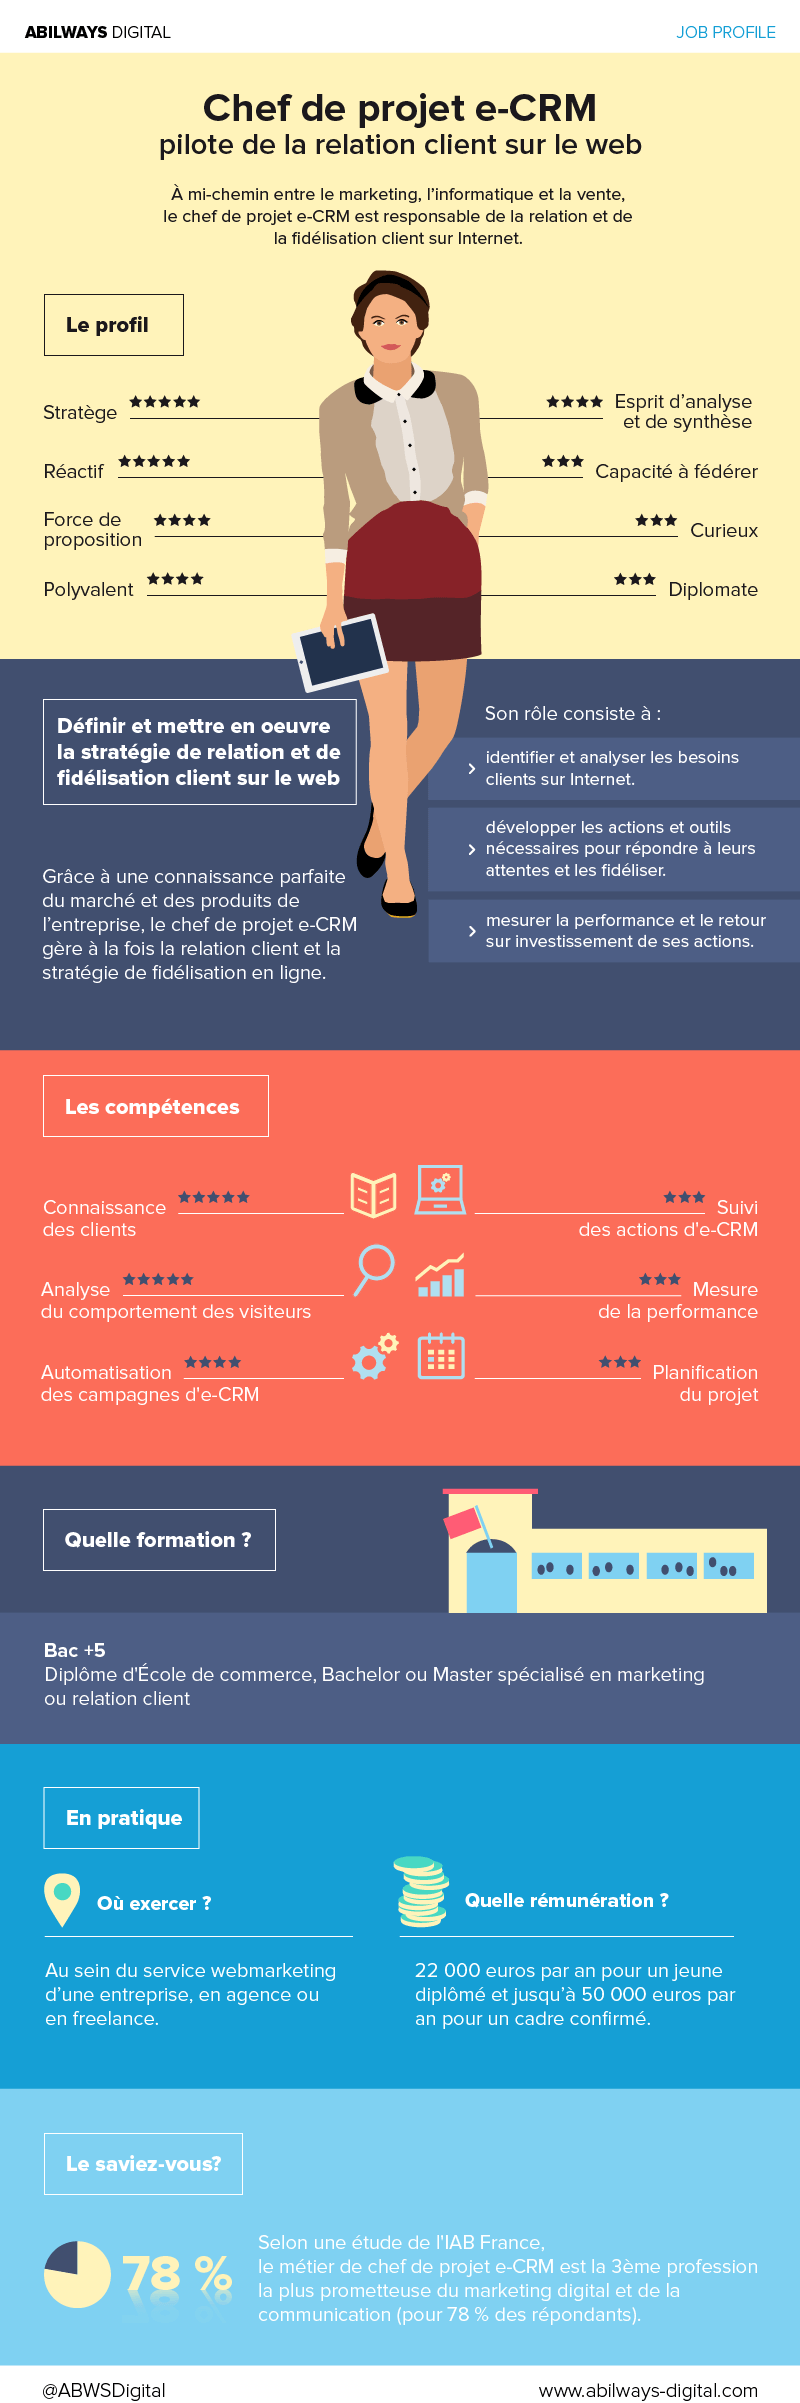 ABILWAYS DIGITAL
JOB PROFILE
Chef de projet e-CRM
pilote de la relation client sur le web
À mi-chemin entre le marketing, l'informatique et la vente,
le chef de projet e-CRM est responsable de la relation et de
la fidélisation client sur Internet.
Le profil
Stratège
Réactif
Force de
proposition
Polyvalent
Esprit d'analyse
et de synthèse
Capacité à fédérer
Curieux
Diplomate
Définir et mettre en oeuvre
la stratégie de relation et de
fidélisation client sur le web
Grâce à une connaissance parfaite
du marché et des produits de
l'entreprise, le chef de projet e-CRM
gère à la fois la relation client et la
stratégie de fidélisation en ligne.
Son rôle consiste à :
identifier et analyser les besoins
clients sur Internet.
développer les actions et outils
nécessaires pour répondre à leurs
attentes et les fidéliser.
mesurer la performance et le retour
sur investissement de ses actions.
Les compétences
Connaissance
des clients
Analyse
du comportement des visiteurs
Automatisation
des campagnes d'e-CRM
Suivi
des actions d'e-CRM
Mesure
de la performance
Planification
du projet
Quelle formation ?
Bac +5
Diplôme d'École de commerce, Bachelor ou Master spécialisé en marketing
ou relation client
En pratique
Où exercer ?
Au sein du service webmarketing
d'une entreprise, en agence ou
en freelance.
Quelle rémunération ?
22 000 euros par an pour un jeune
diplômé et jusqu'à 50 000 euros par
an pour un cadre confirmé.
Le saviez-vous?
78 %
Selon une étude de l'IAB France,
le métier de chef de projet e-CRM est la 3ème profession
la plus prometteuse du marketing digital et de la
communication (pour 78 % des répondants).
@ABWSDigital
www.abilways-digital.com